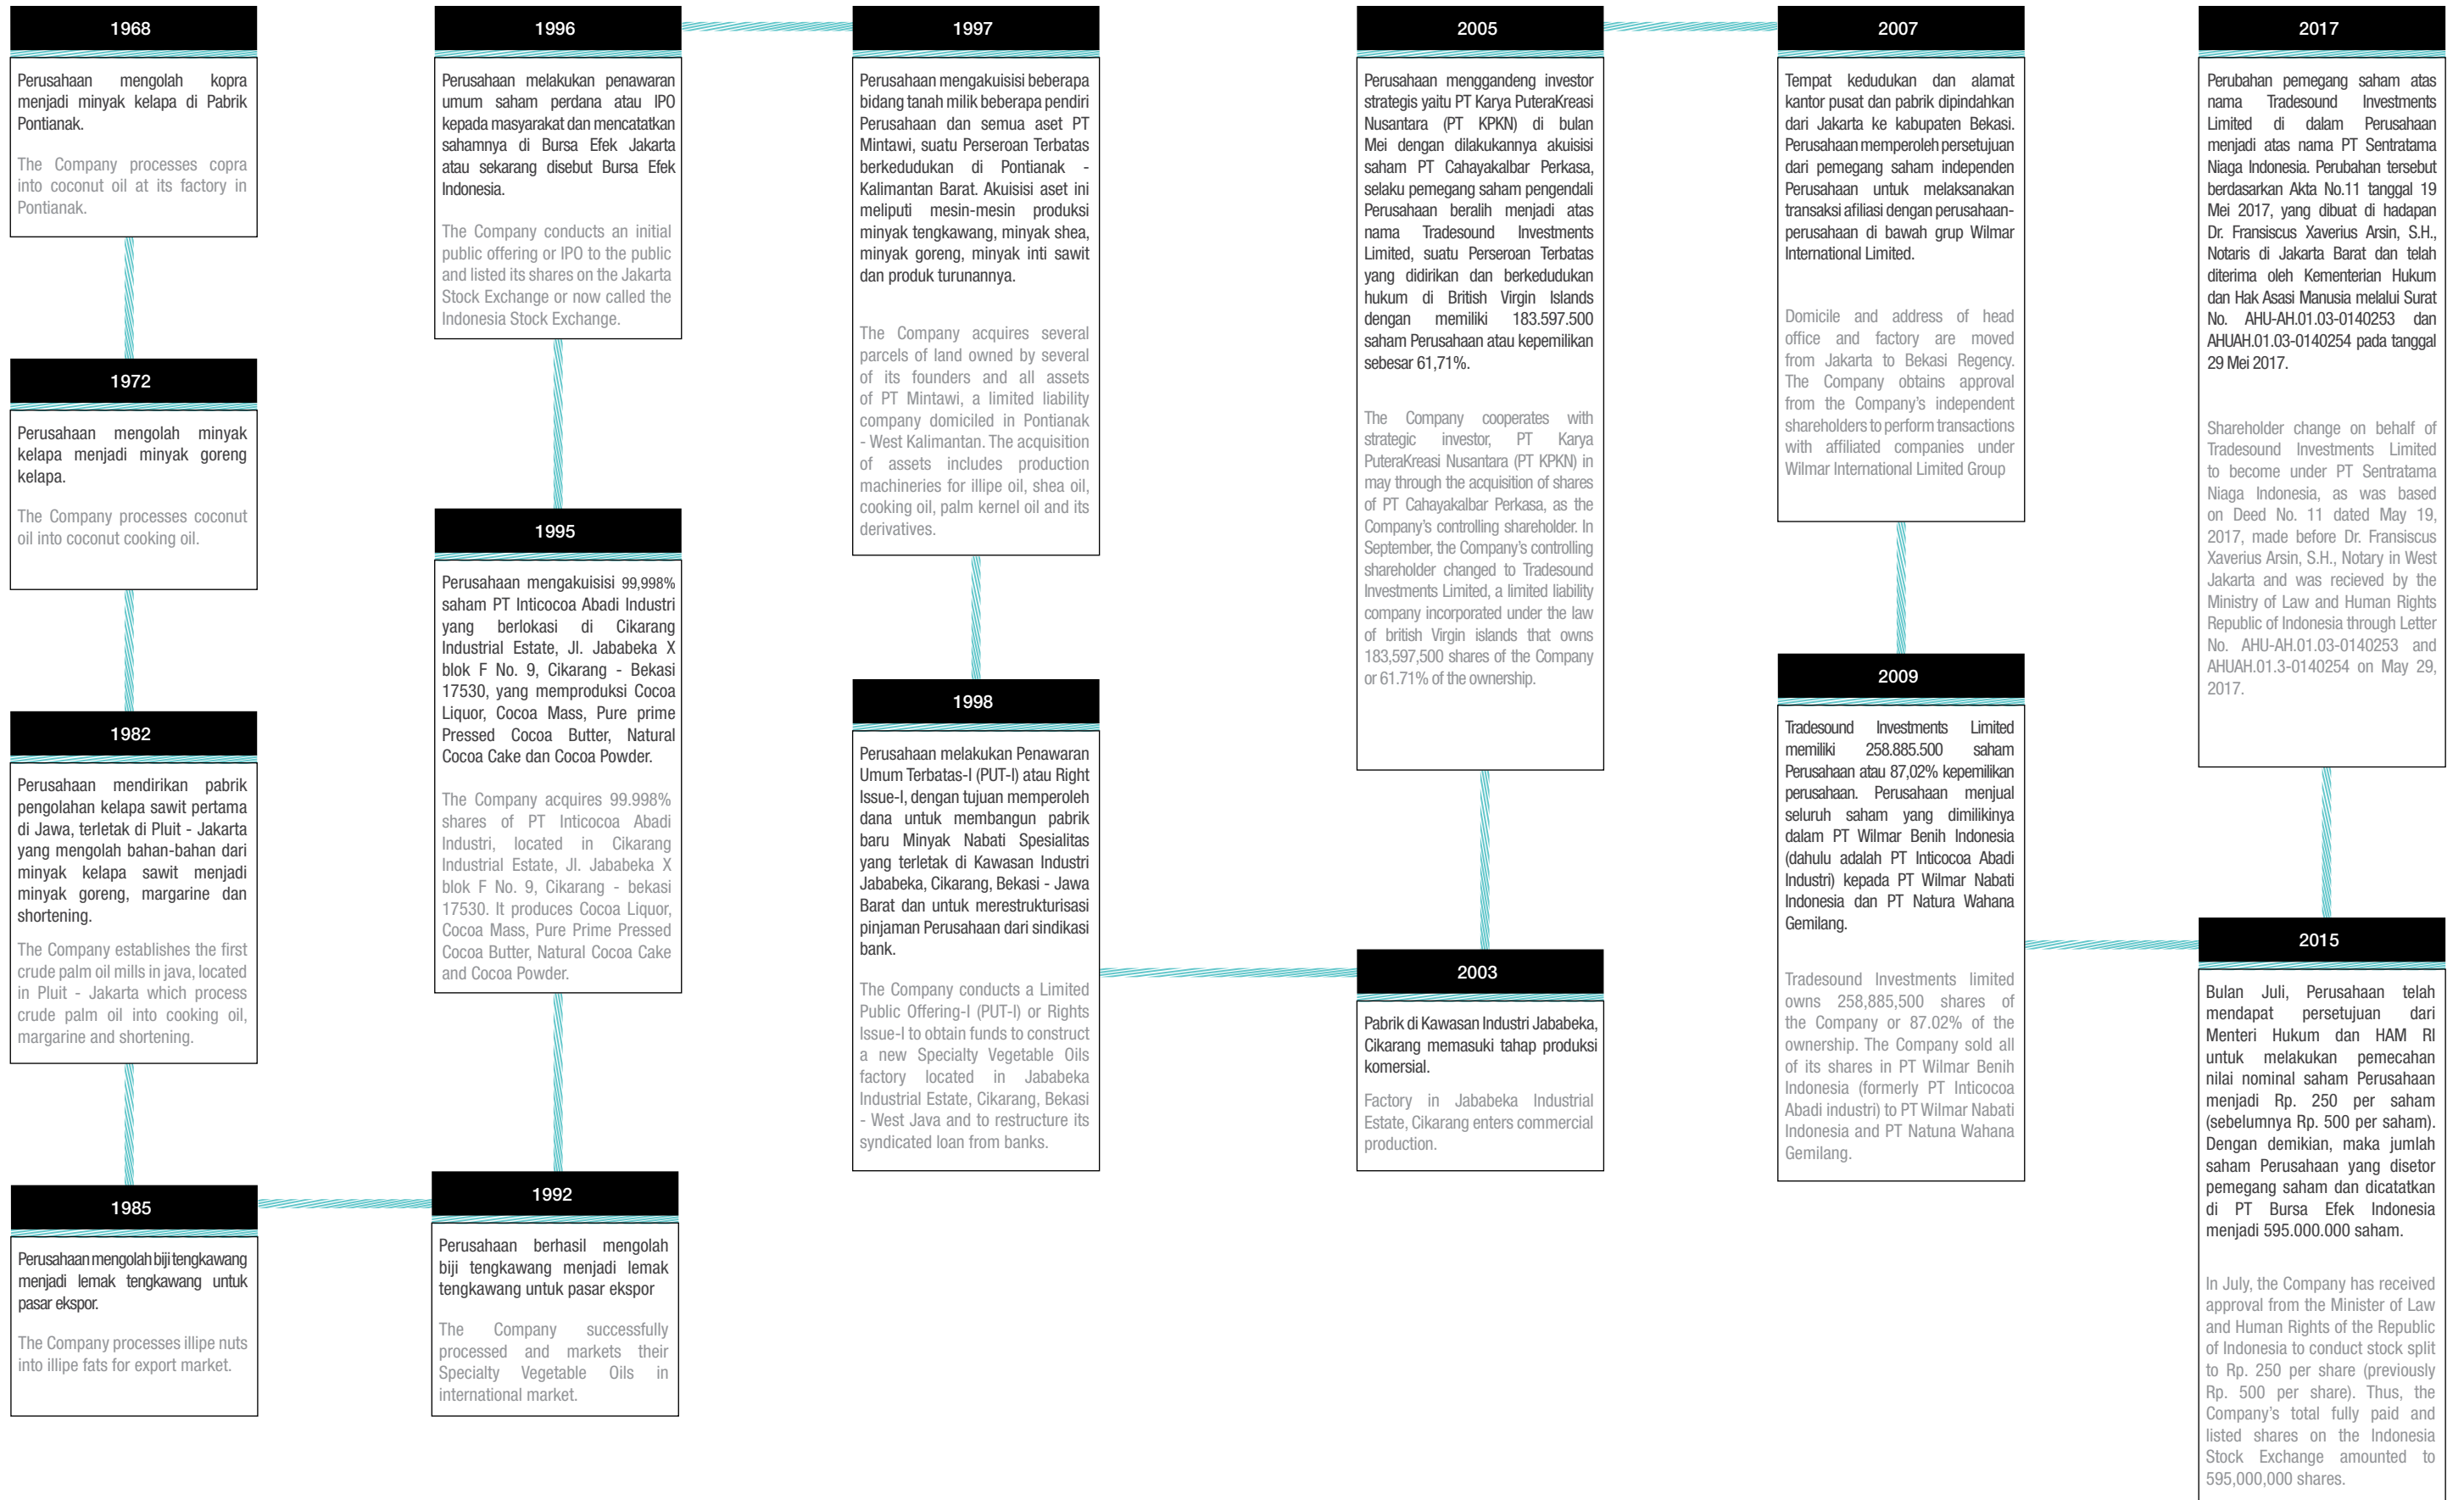 1968
Perusahaan mengolah kopra
menjadi minyak kelapa di Pabrik
Pontianak.
The Company processes copra
into coconut oil at its factory in
Pontianak.
1972
Perusahaan mengolah minyak
kelapa menjadi minyak goreng
kelapa.
The Company processes coconut
oil into coconut cooking oil.
1982
Perusahaan mendirikan pabrik
pengolahan kelapa sawit pertama
di Jawa, terletak di Pluit - Jakarta
yang mengolah bahan-bahan dari
minyak kelapa sawit menjadi
minyak goreng, margarine dan
shortening.
The Company establishes the first
crude palm oil mills in java, located
in Pluit - Jakarta which process
crude palm oil into cooking oil,
margarine and shortening.
1985
Perusahaan mengolah biji tengkawang
menjadi lemak tengkawang untuk
pasar ekspor.
The Company processes illipe nuts
into illipe fats for export market.
1996
Perusahaan melakukan penawaran
umum saham perdana atau IPO
kepada masyarakat dan mencatatkan
sahamnya di Bursa Efek Jakarta
atau sekarang disebut Bursa Efek
Indonesia.
The Company conducts an initial
public offering or IPO to the public
and listed its shares on the Jakarta
Stock Exchange or now called the
Indonesia Stock Exchange.
1995
Perusahaan mengakuisisi 99,998%
saham PT Inticocoa Abadi Industri
yang berlokasi di Cikarang
Industrial Estate, Jl. Jababeka X
blok F No. 9, Cikarang - Bekasi
17530, yang memproduksi Cocoa
Liquor, Cocoa Mass, Pure prime
Pressed Cocoa Butter, Natural
Cocoa Cake dan Cocoa Powder.
The Company acquires 99.998%
shares of PT Inticocoa Abadi
Industri, located in Cikarang
Industrial Estate, Jl. Jababeka X
blok F No. 9, Cikarang - bekasi
17530. It produces Cocoa Liquor,
Cocoa Mass, Pure Prime Pressed
Cocoa Butter, Natural Cocoa Cake
and Cocoa Powder.
1992
Perusahaan berhasil mengolah
biji tengkawang menjadi lemak
tengkawang untuk pasar ekspor
The Company successfully
processed and markets their
Specialty Vegetable Oils in
international market.
1997
Perusahaan mengakuisisi beberapa
bidang tanah milik beberapa pendiri
Perusahaan dan semua aset PT
Mintawi, suatu Perseroan Terbatas
berkedudukan di Pontianak -
Kalimantan Barat. Akuisisi aset ini
meliputi mesin-mesin produksi
minyak tengkawang, minyak shea,
minyak goreng, minyak inti sawit
dan produk turunannya.
The Company acquires several
parcels of land owned by several
of its founders and all assets
of PT Mintawi, a limited liability
company domiciled in Pontianak
- West Kalimantan. The acquisition
of assets includes production
machineries for illipe oil, shea oil,
cooking oil, palm kernel oil and its
derivatives.
1998
Perusahaan melakukan Penawaran
Umum Terbatas-I (PUT-I) atau Right
Issue-I, dengan tujuan memperoleh
dana untuk membangun pabrik
baru Minyak Nabati Spesialitas
yang terletak di Kawasan Industri
Jababeka, Cikarang, Bekasi - Jawa
Barat dan untuk merestrukturisasi
pinjaman Perusahaan dari sindikasi
bank.
The Company conducts a Limited
Public Offering-I (PUT-I) or Rights
Issue-I to obtain funds to construct
a new Specialty Vegetable Oils
factory located in Jababeka
Industrial Estate, Cikarang, Bekasi
- West Java and to restructure its
syndicated loan from banks.
2005
Perusahaan menggandeng investor
strategis yaitu PT Karya PuteraKreasi
Nusantara (PT KPKN) di bulan
Mei dengan dilakukannya akuisisi
saham PT Cahayakalbar Perkasa,
selaku pemegang saham pengendali
Perusahaan beralih menjadi atas
nama Tradesound Investments
Limited, suatu Perseroan Terbatas
yang didirikan dan berkedudukan
hukum di British Virgin Islands
dengan memiliki 183.597.500
saham Perusahaan atau kepemilikan
sebesar 61,71%.
The Company cooperates with
strategic investor, PT Karya
PuteraKreasi Nusantara (PT KPKN) in
may through the acquisition of shares
of PT Cahayakalbar Perkasa, as the
Company's controlling shareholder. In
September, the Company's controlling
shareholder changed to Tradesound
Investments Limited, a limited liability
company incorporated under the law
of british Virgin islands that owns
183,597,500 shares of the Company
or 61.71% of the ownership.
2003
Pabrik di Kawasan Industri Jababeka,
Cikarang memasuki tahap produksi
komersial.
Factory in Jababeka Industrial
Estate, Cikarang enters commercial
production.
2007
Tempat kedudukan dan alamat
kantor pusat dan pabrik dipindahkan
dari Jakarta ke kabupaten Bekasi.
Perusahaan memperoleh persetujuan
dari pemegang saham independen
Perusahaan untuk melaksanakan
transaksi afiliasi dengan perusahaan-
perusahaan di bawah grup Wilmar
International Limited.
Domicile and address of head
office and factory are moved
from Jakarta to Bekasi Regency.
The Company obtains approval
from the Company's independent
shareholders to perform transactions
with affiliated companies under
Wilmar International Limited Group
2009
Tradesound Investments Limited
memiliki 258.885.500 saham
Perusahaan atau 87,02% kepemilikan
perusahaan. Perusahaan menjual
seluruh saham yang dimilikinya
dalam PT Wilmar Benih Indonesia
(dahulu adalah PT Inticocoa Abadi
Industri) kepada PT Wilmar Nabati
Indonesia dan PT Natura Wahana
Gemilang.
Tradesound Investments limited
owns 258,885,500 shares of
the Company or 87.02% of the
ownership. The Company sold all
of its shares in PT Wilmar Benih
Indonesia (formerly PT Inticocoa
Abadi industri) to PT Wilmar Nabati
Indonesia and PT Natuna Wahana
Gemilang.
2017
Perubahan pemegang saham atas
nama Tradesound Investments
Limited di dalam Perusahaan
menjadi atas nama PT Sentratama
Niaga Indonesia. Perubahan tersebut
berdasarkan Akta No.11 tanggal 19
Mei 2017, yang dibuat di hadapan
Dr. Fransiscus Xaverius Arsin, S.H.,
Notaris di Jakarta Barat dan telah
diterima oleh Kementerian Hukum
dan Hak Asasi Manusia melalui Surat
No. AHU-AH.01.03-0140253 dan
AHUAH.01.03-0140254 pada tanggal
29 Mei 2017.
Shareholder change on behalf of
Tradesound Investments Limited
to become under PT Sentratama
Niaga Indonesia, as was based
on Deed No. 11 dated May 19,
2017, made before Dr. Fransiscus
Xaverius Arsin, S.H., Notary in West
Jakarta and was recieved by the
Ministry of Law and Human Rights
Republic of Indonesia through Letter
No. AHU-AH.01.03-0140253 and
AHUAH.01.3-0140254 on May 29,
2017.
2015
Bulan Juli, Perusahaan telah
mendapat persetujuan dari
Menteri Hukum dan HAM RI
untuk melakukan pemecahan
nilai nominal saham Perusahaan
menjadi Rp. 250 per saham
(sebelumnya Rp. 500 per saham).
Dengan demikian, maka jumlah
saham Perusahaan yang disetor
pemegang saham dan dicatatkan
di PT Bursa Efek Indonesia
menjadi 595.000.000 saham.
In July, the Company has received
approval from the Minister of Law
and Human Rights of the Republic
of Indonesia to conduct stock split
to Rp. 250 per share (previously
Rp. 500 per share). Thus, the
Company's total fully paid and
listed shares on the Indonesia
Stock Exchange amounted to
595,000,000 shares.